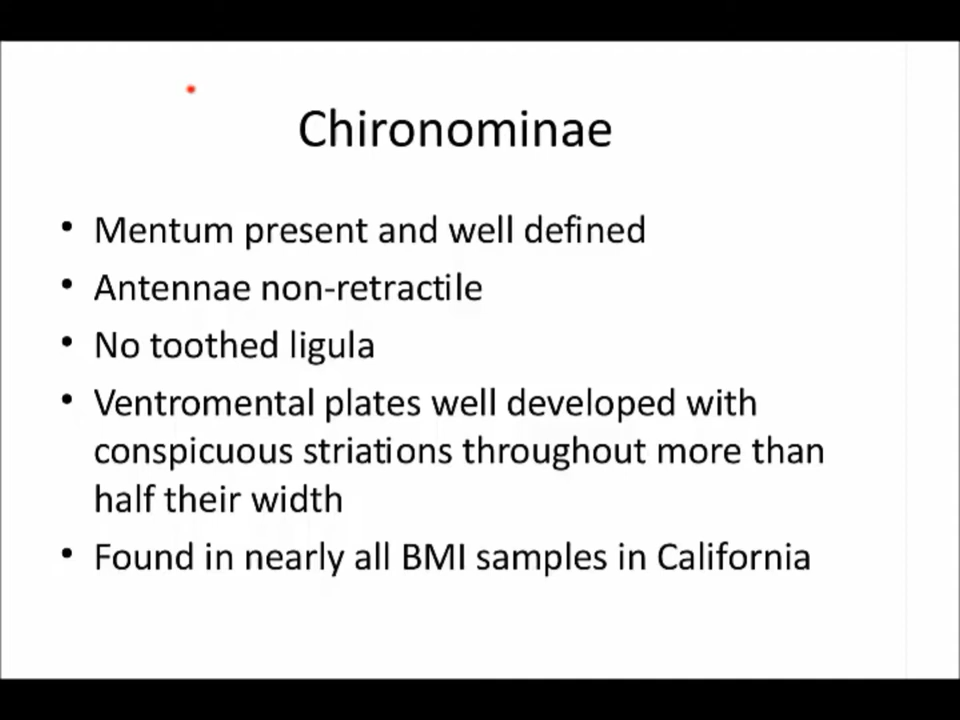 Chironominae
• Mentum present and well defined
• Antennae non-retractile
• No toothed ligula
• Ventromental plates well developed with
conspicuous striations throughout more than
half their width
• Found in nearly all BMI samples in California